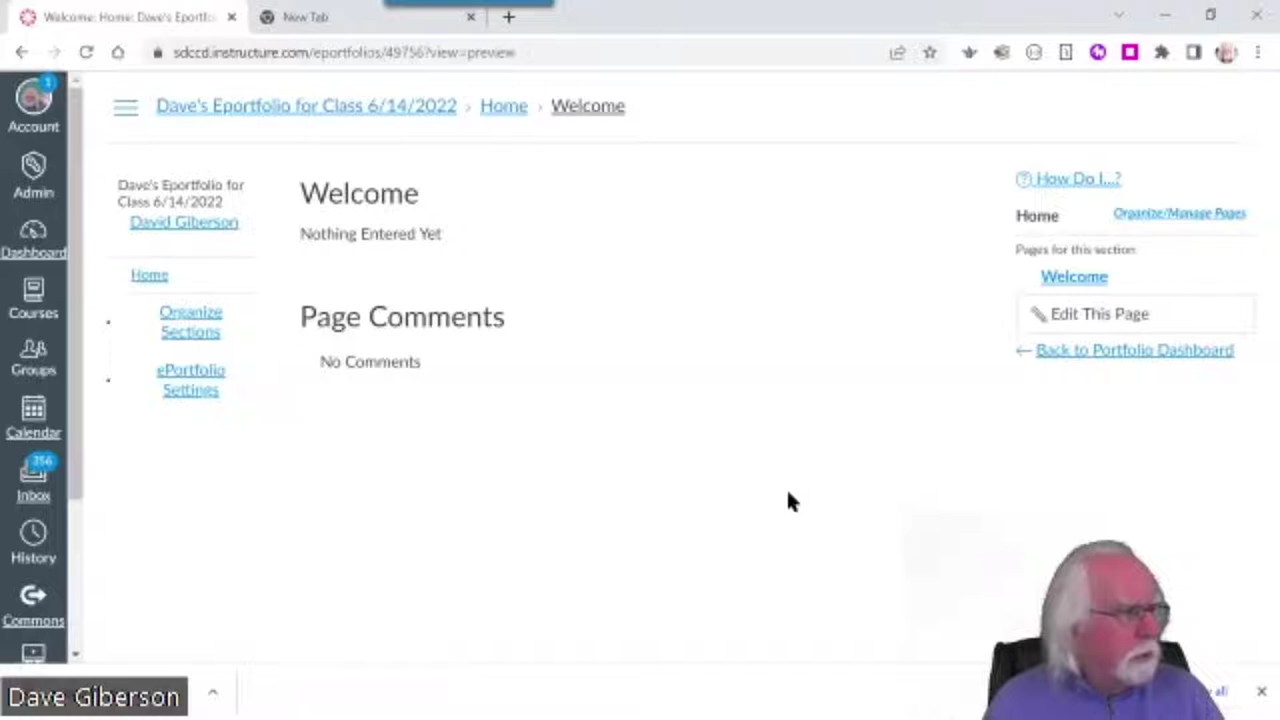 Welcome: Home: Dave's Eportfo
New Tab
sdccd.instructure.com/eportfolios/49756?view=preview
1
Account
Admin
Dashboard
Courses
Groups
Calendar
356
Inbox
History
Commons
Dave's Eportfolio for Class 6/14/2022 › Home › Welcome
Dave's Eportfolio for
Class 6/14/2022
David Giberson
Home
Organize
Sections
ePortfolio
Settings
Welcome
Nothing Entered Yet
Page Comments
No Comments
How Do I...?
Home
Organize/Manage Pages
Pages for this section:
Welcome
Edit This Page
Back to Portfolio Dashboard
Dave Giberson
all